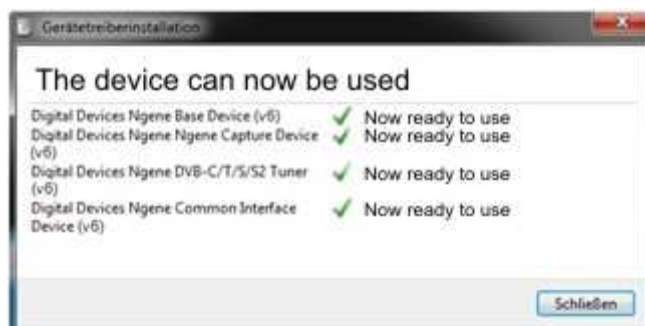 Gerätetreiberinstallation
The device can now be used
Digital Devices Ngene Base Device (v6) Now ready to use
Digital Devices Ngene Ngene Capture Device Now ready to use
(v6)
Digital Devices Ngene DVB-C/T/S/S2 Tuner Now ready to use
(v6)
Digital Devices Ngene Common Interface Now ready to use
Device (v6)
Schließen